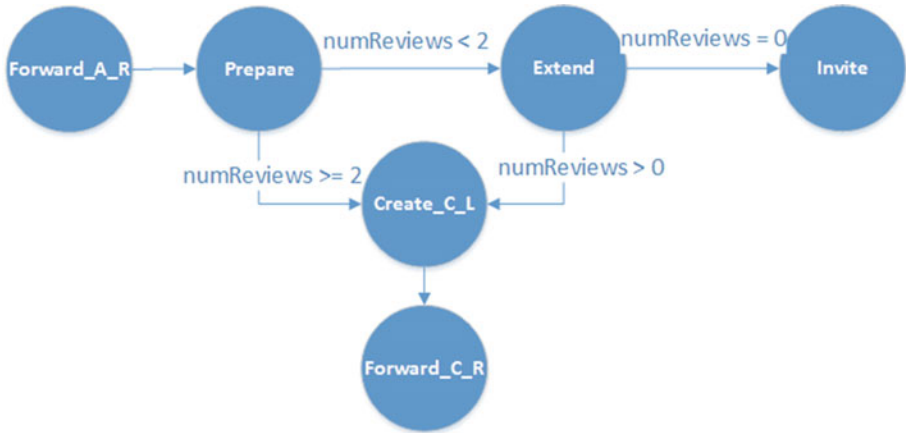 numReviews < 2
numReviews = 0
Forward_A_R
Prepare
Extend
Invite
numReviews >= 2
numReviews > 0
Create_C_L
Forward_C_R